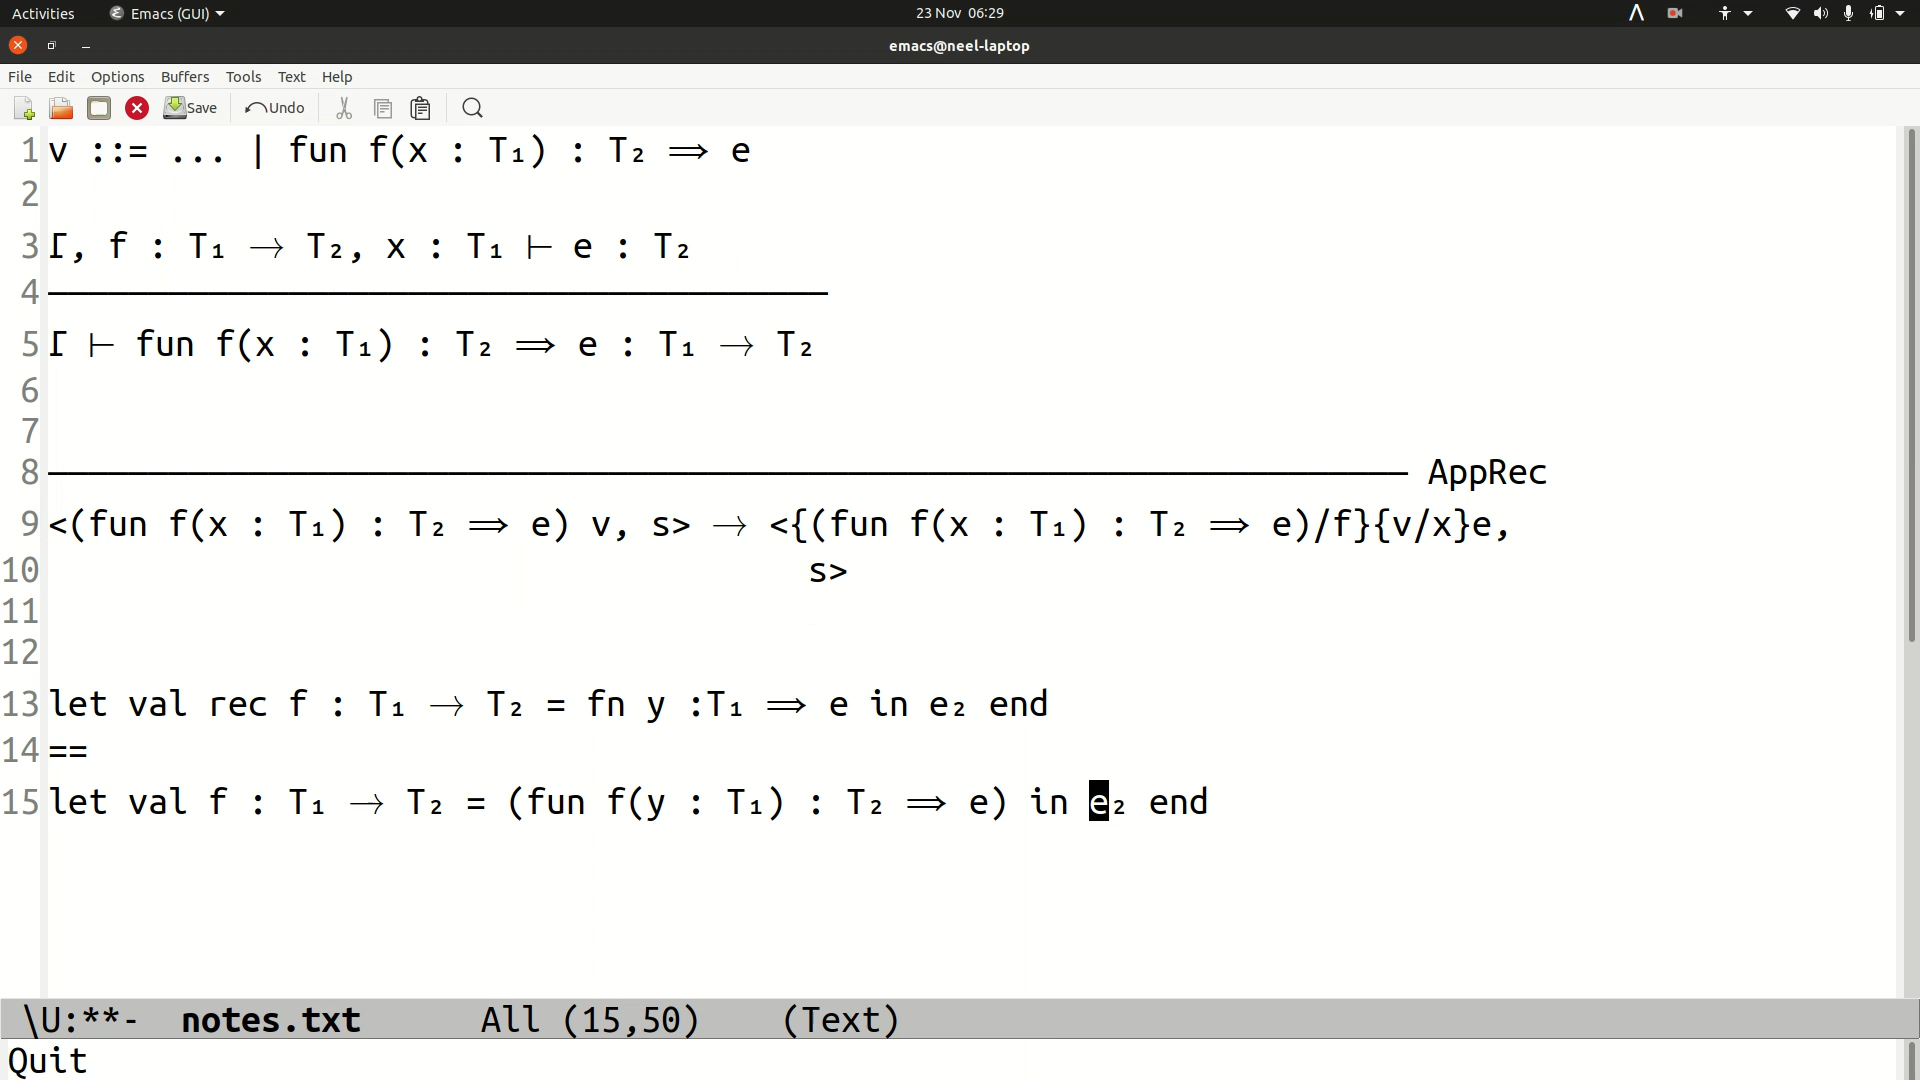 Activities Emacs (GUI) 23 Nov 06:29
emacs@neel-laptop
File Edit Options Buffers Tools Text Help
Save Undo
1 v ::= ... | fun f(x : T₁) : T₂ ⟹ e
2
3 Γ, f : T₁ → T₂, x : T₁ ⊢ e : T₂
4 ───────────────────────────────────────
5 Γ ⊢ fun f(x : T₁) : T₂ ⟹ e : T₁ → T₂
6
7
8 ──────────────────────────────────────────────────────────────────── AppRec
9 <(fun f(x : T₁) : T₂ ⟹ e) v, s> → <{(fun f(x : T₁) : T₂ ⟹ e)/f}{v/x}e,
10 s>
11
12
13 let val rec f : T₁ → T₂ = fn y :T₁ ⟹ e in e₂ end
14 ==
15 let val f : T₁ → T₂ = (fun f(y : T₁) : T₂ ⟹ e) in e₂ end
\U:**- notes.txt All (15,50) (Text)
Quit